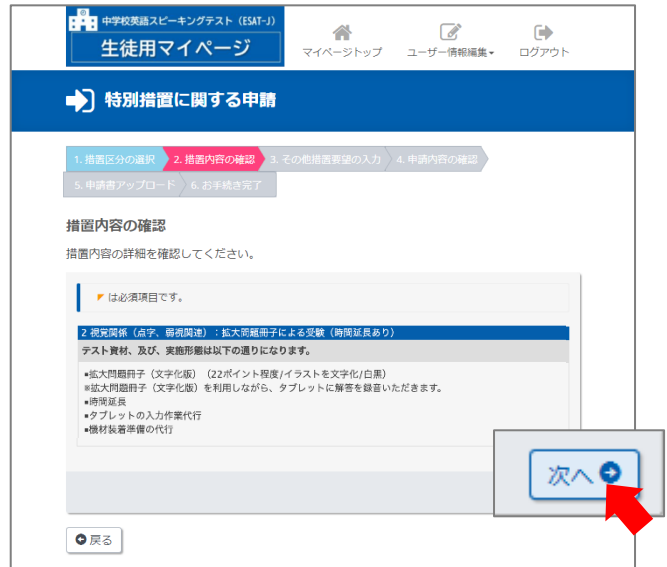 中学校英語スピーキングテスト（ESAT-J）
生徒用マイページ
マイページトップ
ユーザー情報編集▾
ログアウト
特別措置に関する申請
1. 措置区分の選択
2. 措置内容の確認
3. その他措置要望の入力
4. 申請内容の確認
5. 申請書アップロード
6. お手続き完了
措置内容の確認
措置内容の詳細を確認してください。
は必須項目です。
2 視覚関係（点字、弱視関連）：拡大問題冊子による受験（時間延長あり）
テスト資材、及び、実施形態は以下の通りになります。
▪拡大問題冊子（文字化版）（22ポイント程度/イラストを文字化/白黒）
※拡大問題冊子（文字化版）を利用しながら、タブレットに解答を録音いただきます。
▪時間延長
▪タブレットの入力作業代行
▪機材装着準備の代行
次へ
戻る